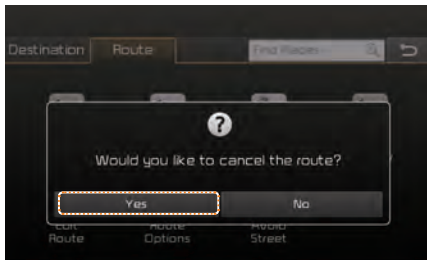 Destination Route Find Places
Would you like to cancel the route?
Yes No
Edit Route Avoid
Route Options Street